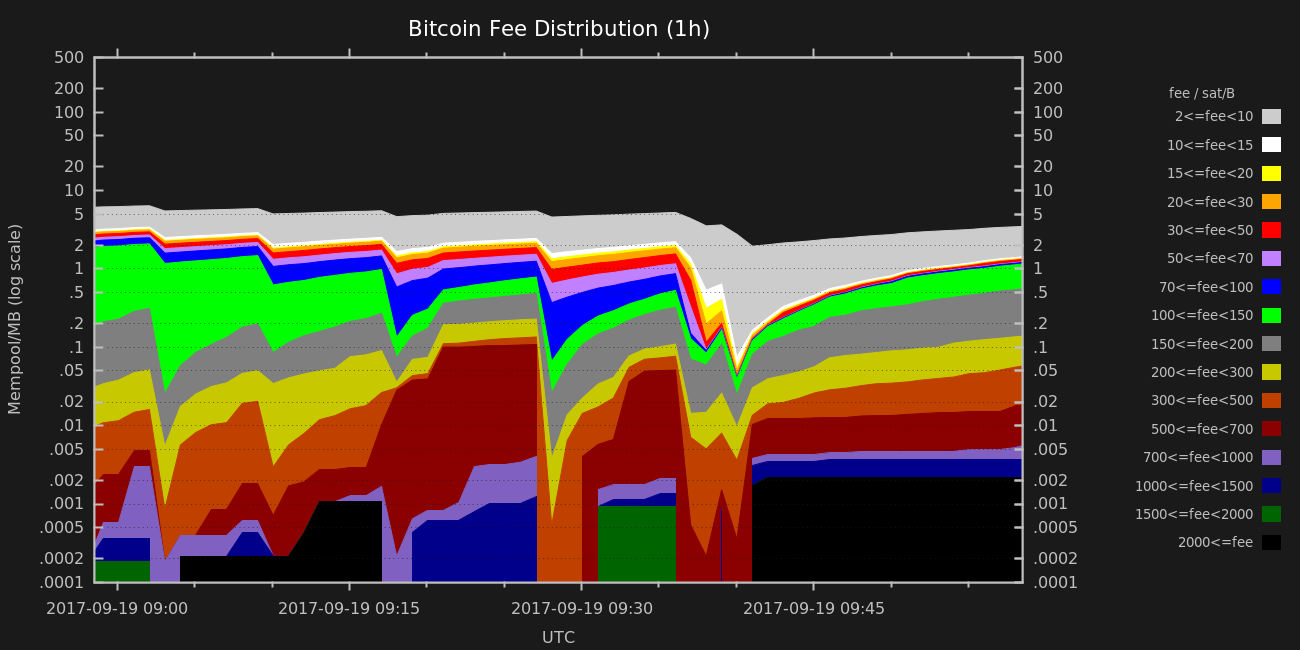 Bitcoin Fee Distribution (1h)
500 500
200 200
100 100
50 50
20 20
10 10
5 5
2 2
1 1
.5 .5
.2 .2
.1 .1
.05 .05
.02 .02
.01 .01
.005 .005
.002 .002
.001 .001
.0005 .0005
.0002 .0002
.0001 .0001
Mempool/MB (log scale)
2017-09-19 09:00 2017-09-19 09:15 2017-09-19 09:30 2017-09-19 09:45
UTC
fee / sat/B
2<=fee<10
10<=fee<15
15<=fee<20
20<=fee<30
30<=fee<50
50<=fee<70
70<=fee<100
100<=fee<150
150<=fee<200
200<=fee<300
300<=fee<500
500<=fee<700
700<=fee<1000
1000<=fee<1500
1500<=fee<2000
2000<=fee